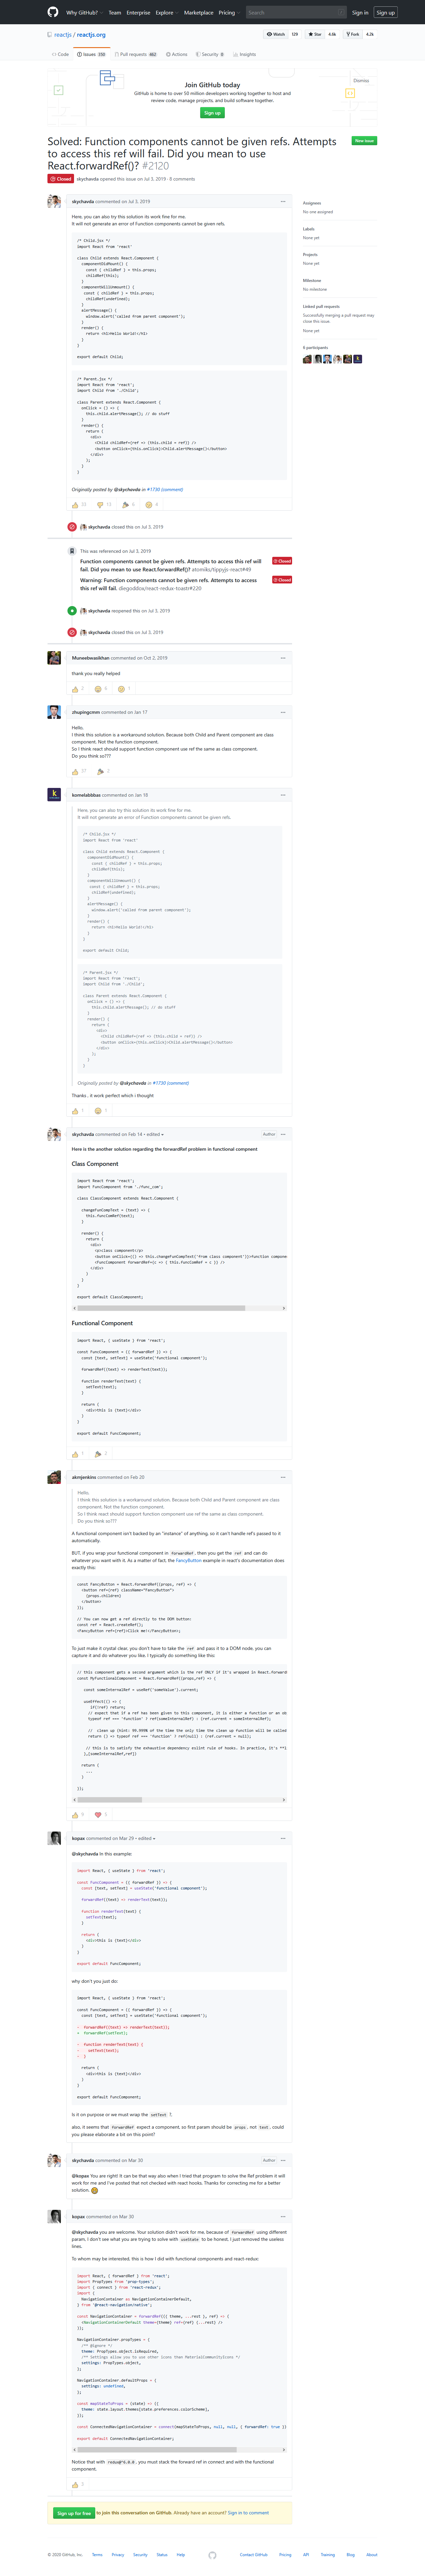 Why GitHub? Team Enterprise Explore Marketplace Pricing Search Sign in Sign up
reactjs / reactjs.org Watch 129 Star 4.6k Fork 4.2k
Code Issues Pull requests Actions Security Insights
Join GitHub today
Dismiss
GitHub is home to over 50 million developers working together to host and
review code, manage projects, and build software together.
Sign up
Solved: Function components cannot be given refs. Attempts
to access this ref will fail. Did you mean to use
React.forwardRef()? #2120
New issue
Closed skychavda opened this issue on Jul 3, 2019 · 8 comments
skychavda commented on Jul 3, 2019
Here, you can also try this solution its work fine for me.
It will not generate an error of Function components cannot be given refs.
/* Child.jsx */
import React from 'react'
class Child extends React.Component {
componentDidMount() {
const { childRef } = this.props;
childRef(this);
}
componentWillUnmount() {
const { childRef } = this.props;
childRef(undefined);
}
alertMessage() {
window.alert('called from parent component');
}
render() {
return <h1>Hello World!</h1>
}
}
export default Child;
/* Parent.jsx */
import React from 'react';
import Child from './Child';
class Parent extends React.Component {
onClick = () => {
this.childRef.alertMessage(); // do stuff
}
render() {
return (
<div>
<Child childRef={ref => (this.child = ref)} />
<button onClick={this.onClick}>Child.alertMessage()</button>
</div>
);
}
}
Originally posted by @skychavda in #1730 (comment)
skychavda closed this on Jul 3, 2019
This was referenced on Jul 3, 2019
Function components cannot be given refs. Attempts to access this ref will
fail. Did you mean to use React.forwardRef()? atomiks/tippyjs-react#49
Closed
Warning: Function components cannot be given refs. Attempts to access
this ref will fail. diegoddox/react-redux-toastr#220
Closed
skychavda reopened this on Jul 3, 2019
skychavda closed this on Jul 3, 2019
Muneebwasikhan commented on Oct 2, 2019
thank you really helped
zhupingcnm commented on Jan 17
Hello,
I think this solution is a workaround solution. Because both Child and Parent component are class
component. Not the function component.
So I think react should support function component use ref the same as class component.
Do you think so???
komelabbbas commented on Jan 18
Here, you can also try this solution its work fine for me.
It will not generate an error of Function components cannot be given refs.
/* Child.jsx */
import React from 'react'
class Child extends React.Component {
componentDidMount() {
const { childRef } = this.props;
childRef(this);
}
componentWillUnmount() {
const { childRef } = this.props;
childRef(undefined);
}
alertMessage() {
window.alert('called from parent component');
}
render() {
return <h1>Hello World!</h1>
}
}
export default Child;
/* Parent.jsx */
import React from 'react';
import Child from './Child';
class Parent extends React.Component {
onClick = () => {
this.childRef.alertMessage(); // do stuff
}
render() {
return (
<div>
<Child childRef={ref => (this.child = ref)} />
<button onClick={this.onClick}>Child.alertMessage()</button>
</div>
);
}
}
Originally posted by @skychavda in #1730 (comment)
Thanks , it work perfect which i thought
skychavda commented on Feb 14 • edited
Author
Here is the another solution regarding the forwardRef problem in functional compnent
Class Component
import React from 'react';
import FuncComponent from './func_com';
class ClassComponent extends React.Component {
changeFunCompText = (text) => {
this.funcComRef(text);
}
render() {
return (
<div>
<p>class component</p>
<button onClick={() => this.changeFunCompText('from class component')}>function componen
<FuncComponent forwardRef={c => { this.funcComRef = c }} />
</div>
)
}
}
export default ClassComponent;
Functional Component
import React, { useState } from 'react';
const FuncComponent = ({ forwardRef }) => {
const [text, setText] = useState('functional component');
forwardRef((text) => renderText(text));
function renderText(text) {
setText(text);
}
return (
<div>this is {text}</div>
)
}
export default FuncComponent;
akmjenkins commented on Feb 20
Hello,
I think this solution is a workaround solution. Because both Child and Parent component are class
component. Not the function component.
So I think react should support function component use ref the same as class component.
Do you think so???
A functional component isn't backed by an "instance" of anything, so it can't handle ref's passed to it
automatically.
BUT, if you wrap your functional component in forwardRef , then you get the ref and can do
whatever you want with it. As a matter of fact, the FancyButton example in react's documentation does
exactly this:
const FancyButton = React.forwardRef((props, ref) => (
<button ref={ref} className="FancyButton">
{props.children}
</button>
));
// You can now get a ref directly to the DOM button:
const ref = React.createRef();
<FancyButton ref={ref}>Click me!</FancyButton>;
To just make it crystal clear, you don't have to take the ref and pass it to a DOM node, you can
capture it and do whatever you like. I typically do something like this:
// this component gets a second argument which is the ref ONLY if it's wrapped in React.forwardR
const MyFunctionalComponent = React.forwardRef((props,ref) => {
const someInternalRef = useRef('someValue').current;
useEffect(() => {
if(!ref) return;
// expect that if a ref has been given to this component, it is either a function or an obje
typeof ref === 'function' ? ref(someInternalRef) : (ref.current = someInternalRef);
// clean up (hint: 99.999% of the time the only time the clean up function will be called
return () => typeof ref === 'function' ? ref(null) : (ref.current = null);
// this is to satisfy the exhaustive dependency eslint rule of hooks. In practice, it's **1
},[someInternalRef,ref])
return (
...
)
});
kopax commented on Mar 29 • edited
@skychavda in this example:
import React, { useState } from 'react';
const FuncComponent = ({ forwardRef }) => {
const [text, setText] = useState('functional component');
forwardRef((text) => renderText(text));
function renderText(text) {
setText(text);
}
return (
<div>this is {text}</div>
)
}
export default FuncComponent;
why don't you just do:
import React, { useState } from 'react';
const FuncComponent = ({ forwardRef }) => {
const [text, setText] = useState('functional component');
- forwardRef((text) => renderText(text));
+ forwardRef(setText);
- function renderText(text) {
- setText(text);
- }
return (
<div>this is {text}</div>
)
}
export default FuncComponent;
Is it on purpose or we must wrap the setText ?.
also, it seems that forwardRef expect a component, so first param should be props , not text , could
you please elaborate a bit on this point?
skychavda commented on Mar 30
Author
@kopax You are right! It can be that way also when I tried that program to use the Ref problem it will
work for me and I've posted that not checked with react hooks. Thanks for correcting me for a better
solution.
kopax commented on Mar 30
@skychavda you are welcome. Your solution didn't work for me, because of forwardRef using different
param. I don't see what you are trying to solve with useState to be honest, I just removed the useless
lines.
To whom may be interested, this is how I did with functional components and react-redux:
import React, { forwardRef } from 'react';
import PropTypes from 'prop-types';
import { connect } from 'react-redux';
import {
NavigationContainer as NavigationContainerDefault,
} from '@react-navigation/native';
const NavigationContainer = forwardRef(({ theme, ...rest }, ref) => {
<NavigationContainerDefault theme={theme} ref={ref} {...rest} />
});
NavigationContainer.propTypes = {
/** @ignore */
theme: PropTypes.object.isRequired,
/** Settings allow you to use other icons than MaterialCommunityIcons */
settings: PropTypes.object,
};
NavigationContainer.defaultProps = {
settings: undefined,
};
const mapStateToProps = (state) => ({
theme: state.layout.themes[state.preferences.colorScheme],
});
const ConnectedNavigationContainer = connect(mapStateToProps, null, null, { forwardRef: true })
export default ConnectedNavigationContainer;
Notice that with redux@^6.0.0 , you must stack the forward ref in connect and with the functional
component.
Sign up for free to join this conversation on GitHub. Already have an account? Sign in to comment
Assignees
No one assigned
Labels
None yet
Projects
None yet
Milestone
No milestone
Linked pull requests
Successfully merging a pull request may
close this issue.
None yet
6 participants
© 2020 GitHub, Inc. Terms Privacy Security Status Help Contact GitHub Pricing API Training Blog About